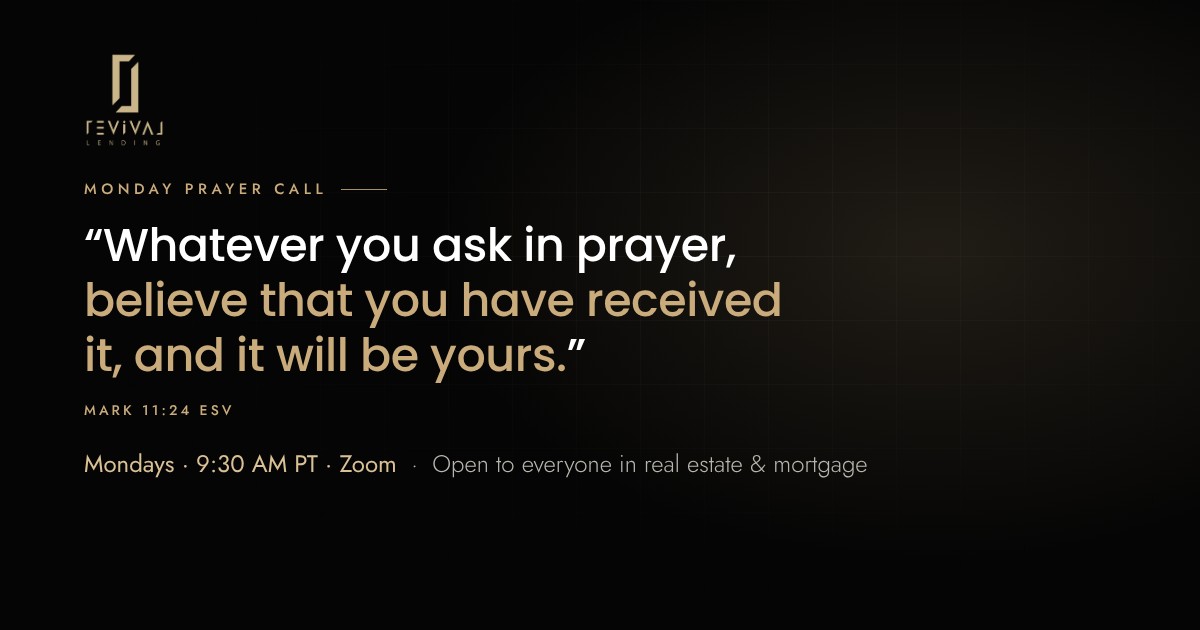 REVIVAL
LENDING
MONDAY PRAYER CALL
“Whatever you ask in prayer,
believe that you have received
it, and it will be yours.”
MARK 11:24 ESV
Mondays · 9:30 AM PT · Zoom · Open to everyone in real estate & mortgage